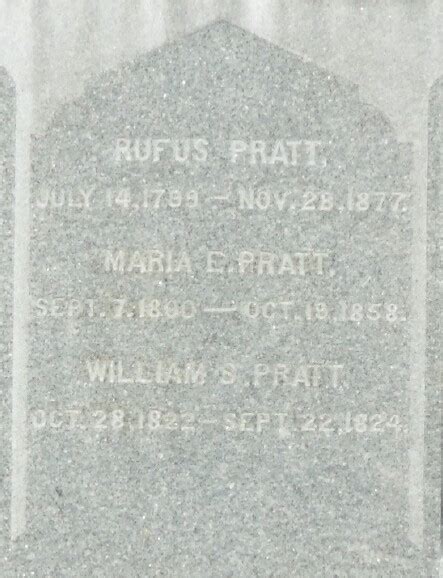 RUFUS PRATT.
JULY 14,1799 — NOV. 28,1877.
MARIA C. PRATT.
SEPT. 7,1800 — OCT. 19, 1858.
WILLIAM S. PRATT.
OCT. 28,1822 — SEPT. 22,1824.